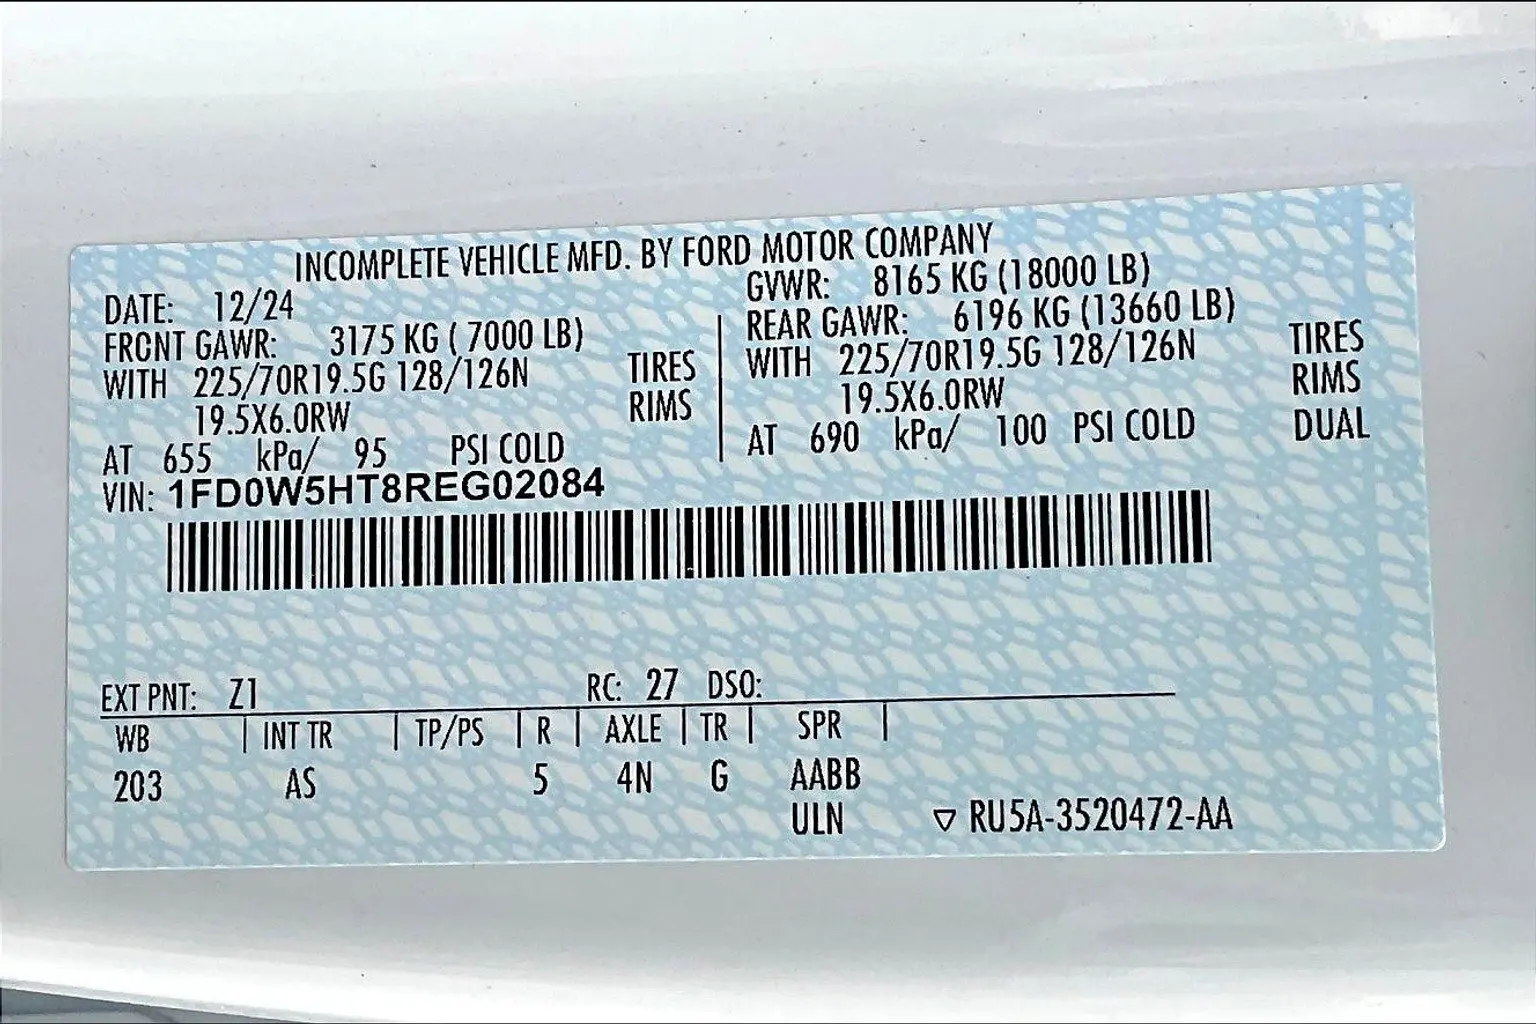 INCOMPLETE VEHICLE MFD. BY FORD MOTOR COMPANY
DATE: 12/24
GVWR: 8165 KG (18000 LB)
FRONT GAWR: 3175 KG ( 7000 LB)
REAR GAWR: 6196 KG (13660 LB)
WITH 225/70R19.5G 128/126N TIRES
WITH 225/70R19.5G 128/126N TIRES
19.5X6.0RW RIMS
19.5X6.0RW RIMS
AT 655 kPa/ 95 PSI COLD
AT 690 kPa/ 100 PSI COLD DUAL
VIN: 1FD0W5HT8REG02084
EXT PNT: Z1 RC: 27 DSO:
WB | INT TR | TP/PS | R | AXLE | TR | SPR |
203 AS 5 4N G AABB
ULN ▽ RU5A-3520472-AA